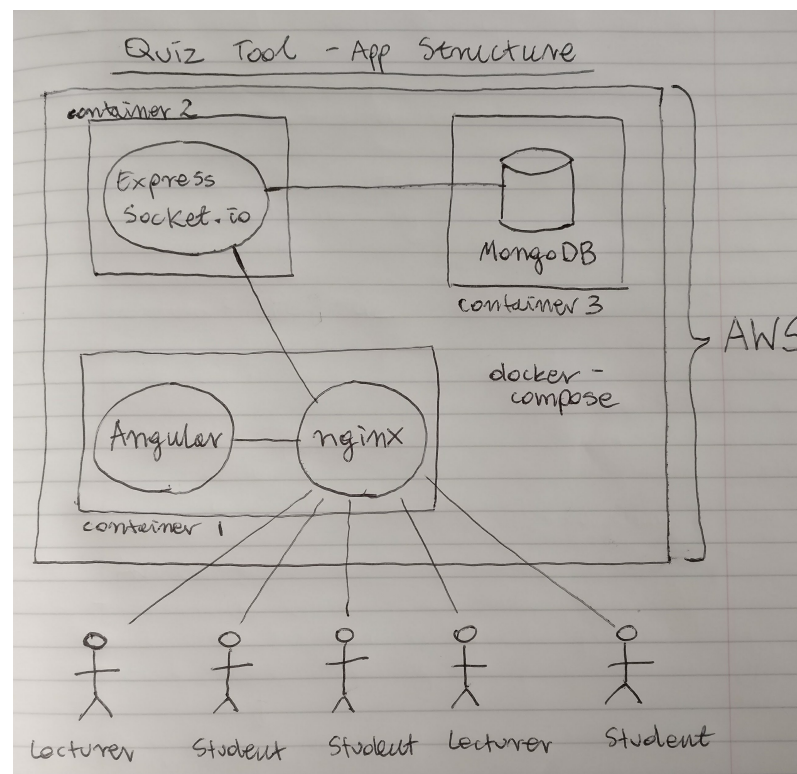 Quiz Tool - App Structure
container 2
Express
Socket.io
MongoDB
container 3
AWS
docker-
compose
Angular
nginx
container 1
Lecturer
Student
Student
Lecturer
Student